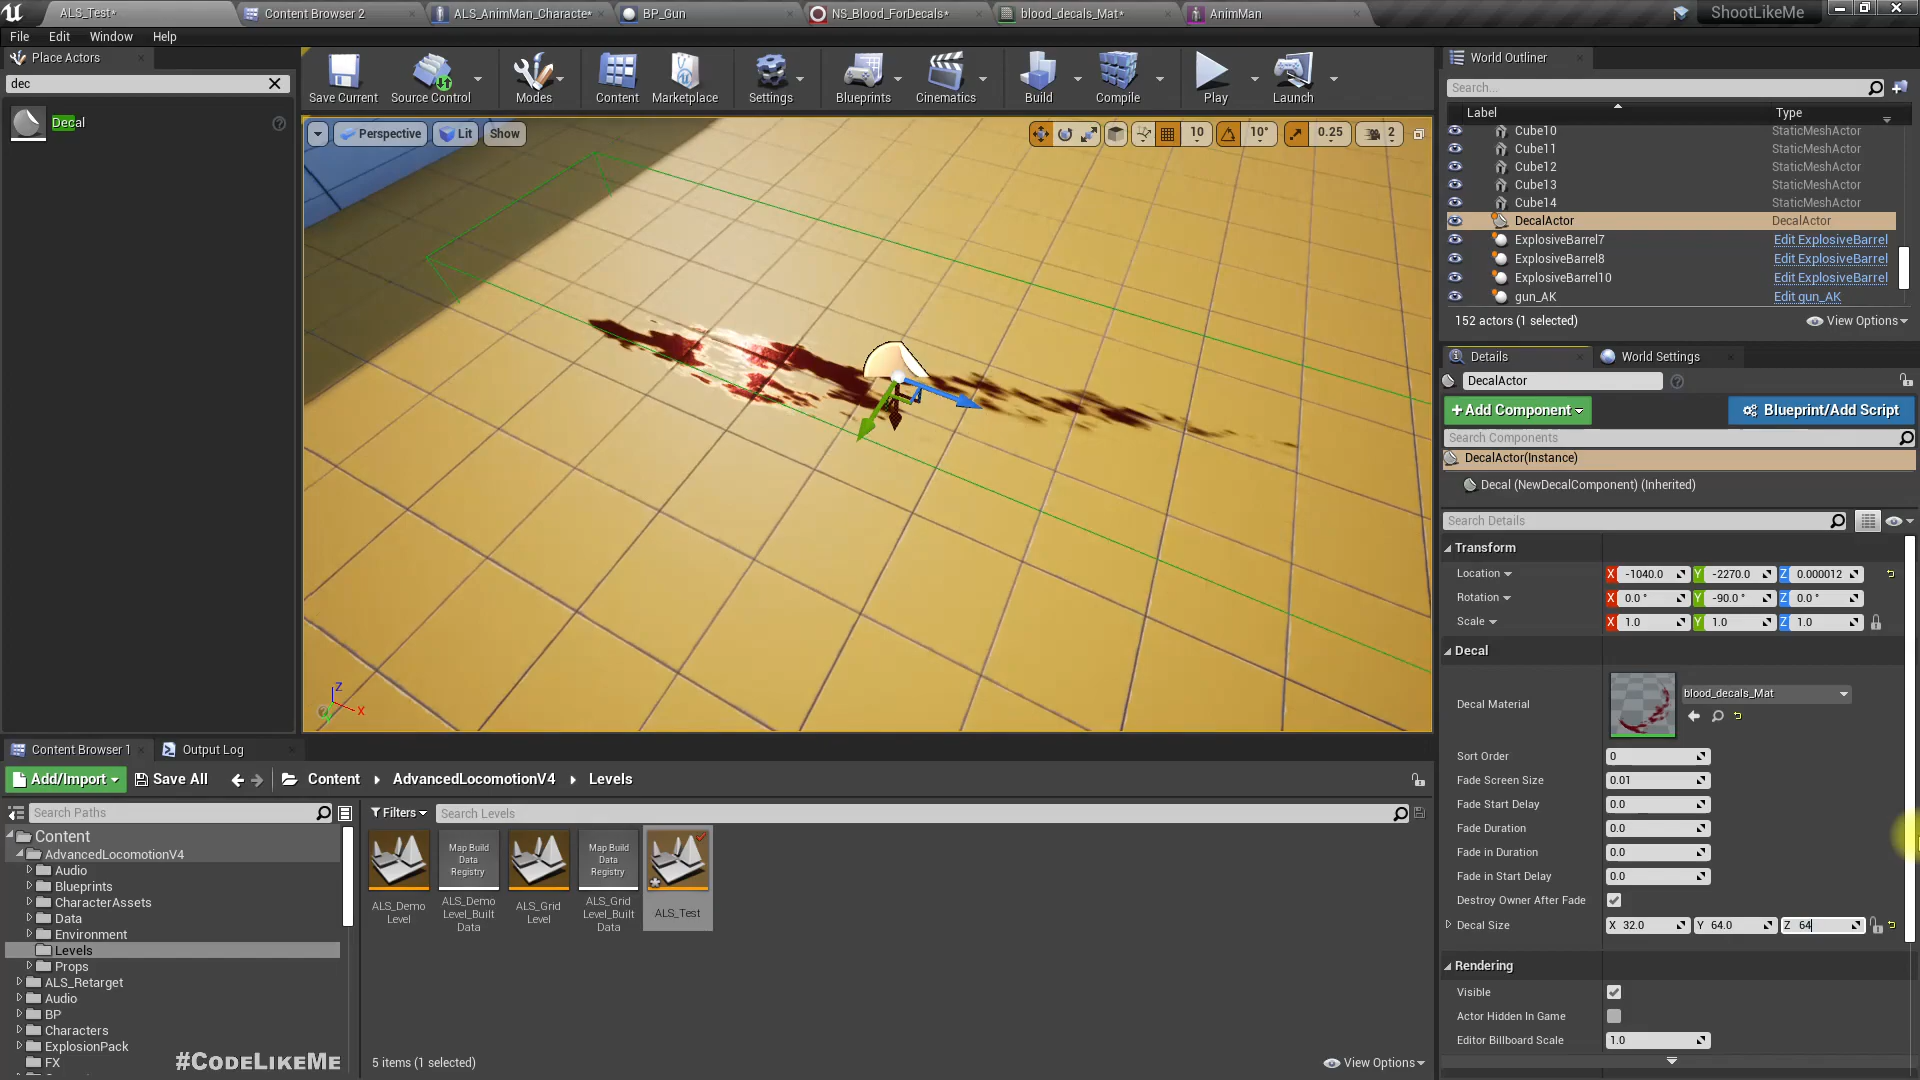 ALS_Test*
Content Browser 2
ALS_AnimMan_Characte*
BP_Gun
NS_Blood_ForDecals*
blood_decals_Mat*
AnimMan
ShootLikeMe
File Edit Window Help
Place Actors
dec
Decal
Save Current
Source Control
Modes
Content
Marketplace
Settings
Blueprints
Cinematics
Build
Compile
Play
Launch
Perspective
Lit
Show
10
10°
0.25
2
Z
X
World Outliner
Search...
Label Type
Cube10 StaticMeshActor
Cube11 StaticMeshActor
Cube12 StaticMeshActor
Cube13 StaticMeshActor
Cube14 StaticMeshActor
DecalActor DecalActor
ExplosiveBarrel7 Edit ExplosiveBarrel
ExplosiveBarrel8 Edit ExplosiveBarrel
ExplosiveBarrel10 Edit ExplosiveBarrel
gun_AK Edit gun_AK
152 actors (1 selected) View Options
Details
World Settings
DecalActor
+Add Component
Blueprint/Add Script
Search Components
DecalActor(Instance)
Decal (NewDecalComponent) (Inherited)
Search Details
Transform
Location X -1040.0 Y -2270.0 Z 0.000012
Rotation X 0.0 ° Y -90.0 ° Z 0.0 °
Scale X 1.0 Y 1.0 Z 1.0
Decal
Decal Material
blood_decals_Mat
Sort Order 0
Fade Screen Size 0.01
Fade Start Delay 0.0
Fade Duration 0.0
Fade in Duration 0.0
Fade in Start Delay 0.0
Destroy Owner After Fade
Decal Size X 32.0 Y 64.0 Z 64
Rendering
Visible
Actor Hidden In Game
Editor Billboard Scale 1.0
Content Browser 1
Output Log
Add/Import
Save All
Content
AdvancedLocomotionV4
Levels
Search Paths
Content
AdvancedLocomotionV4
Audio
Blueprints
CharacterAssets
Data
Environment
Levels
Props
ALS_Retarget
Audio
BP
Characters
ExplosionPack
FX
Filters
Search Levels
Map Build
Data
Registry
Map Build
Data
Registry
ALS_Demo
Level
ALS_Demo
Level_Built
Data
ALS_Grid
Level
ALS_Grid
Level_Built
Data
ALS_Test
5 items (1 selected)
View Options
#CodeLikeMe